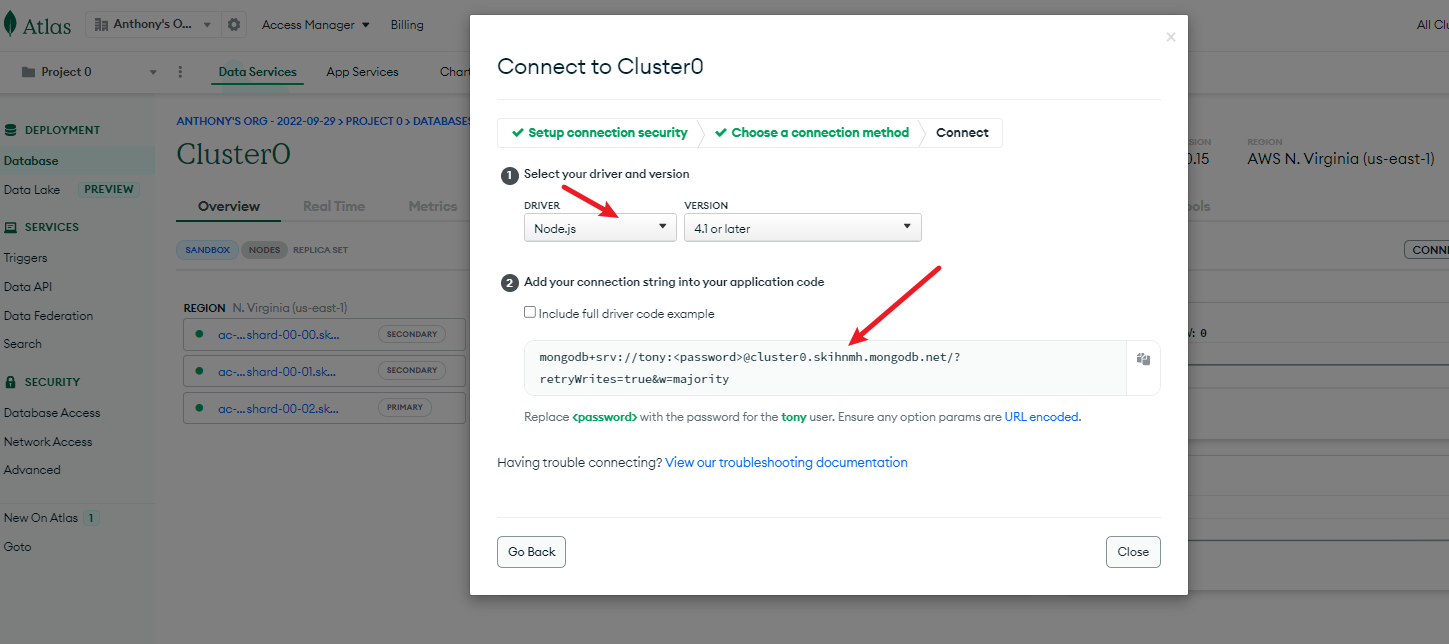 Atlas
Anthony's O...
Access Manager
Billing
All Clu
Project 0
Data Services
App Services
Chart
DEPLOYMENT
Database
Data Lake PREVIEW
SERVICES
Triggers
Data API
Data Federation
Search
SECURITY
Database Access
Network Access
Advanced
New On Atlas 1
Goto
ANTHONY'S ORG - 2022-09-29 > PROJECT 0 > DATABASES
Cluster0
Overview
Real Time
Metrics
SANDBOX
NODES
REPLICA SET
REGION N. Virginia (us-east-1)
ac-...shard-00-00.sk... SECONDARY
ac-...shard-00-01.sk... SECONDARY
ac-...shard-00-02.sk... PRIMARY
×
Connect to Cluster0
Setup connection security
Choose a connection method
Connect
1 Select your driver and version
DRIVER
VERSION
Node.js
4.1 or later
2 Add your connection string into your application code
Include full driver code example
mongodb+srv://tony:<password>@cluster0.skihnmh.mongodb.net/?
retryWrites=true&w=majority
Replace <password> with the password for the tony user. Ensure any option params are URL encoded.
Having trouble connecting? View our troubleshooting documentation
Go Back
Close
SION
0.15
REGION
AWS N. Virginia (us-east-1)
ools
CONNE
: 0